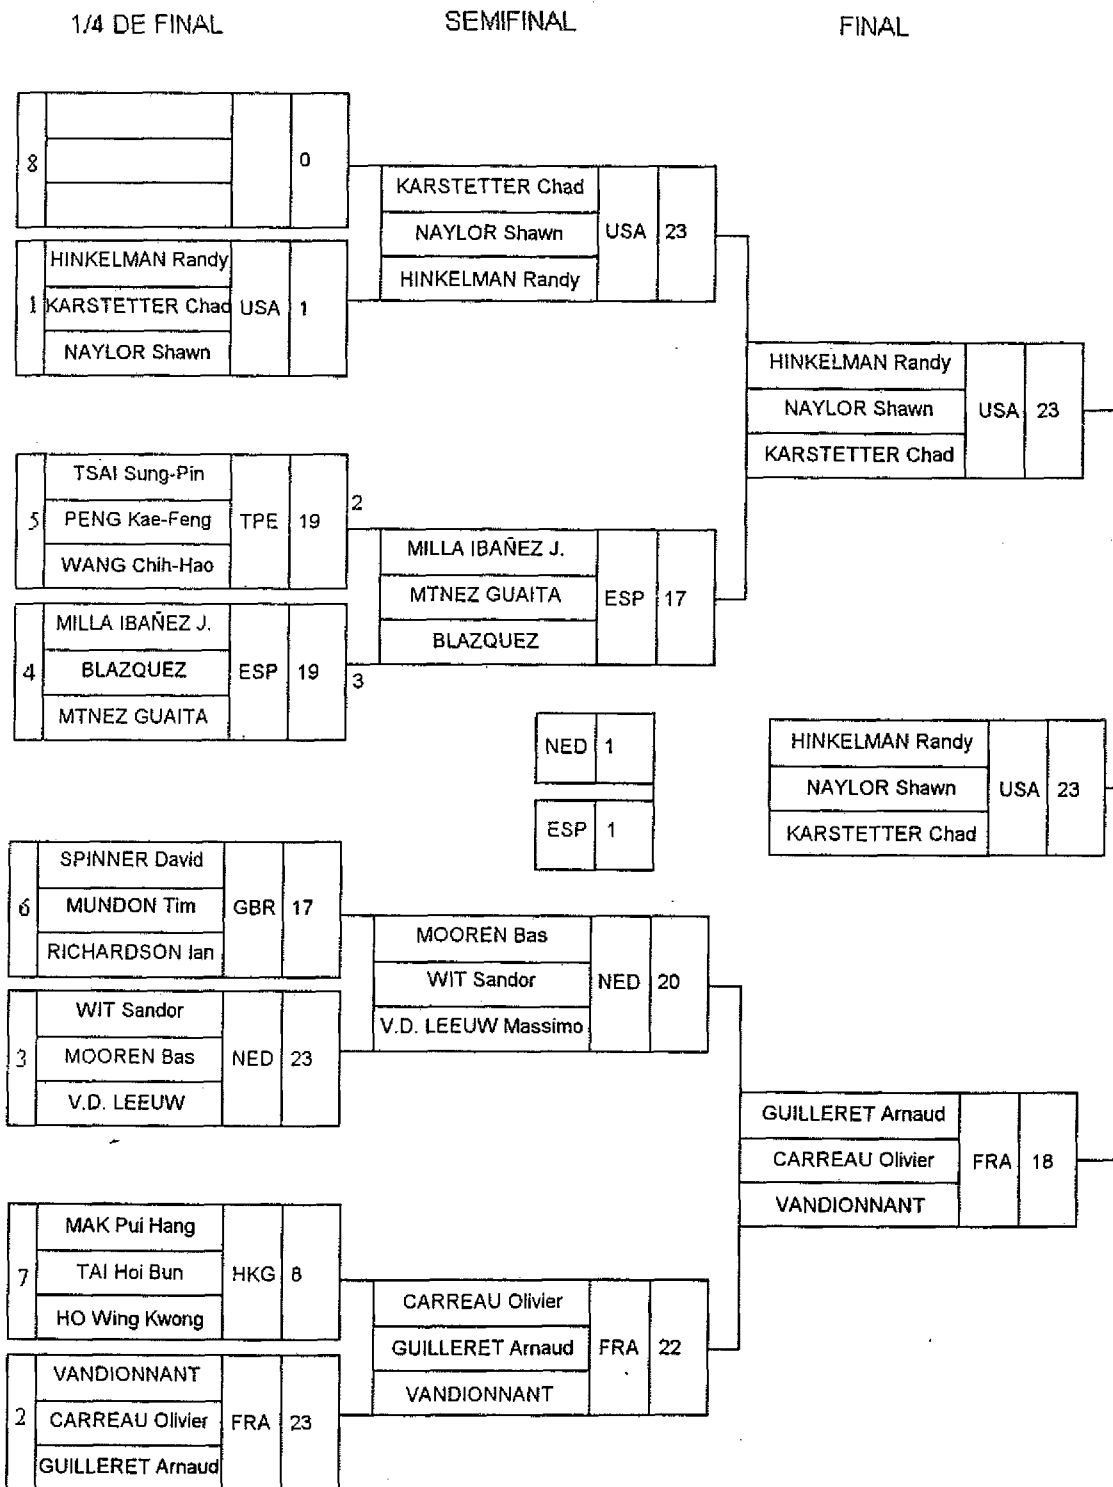 1/4 DE FINAL
SEMIFINAL
FINAL
8
0
1
HINKELMAN Randy
KARSTETTER Chad
NAYLOR Shawn
USA
1
KARSTETTER Chad
NAYLOR Shawn
HINKELMAN Randy
USA
23
5
TSAI Sung-Pin
PENG Kae-Feng
WANG Chih-Hao
TPE
19
2
4
MILLA IBAÑEZ J.
BLAZQUEZ
MTNEZ GUAITA
ESP
19
3
MILLA IBAÑEZ J.
MTNEZ GUAITA
BLAZQUEZ
ESP
17
HINKELMAN Randy
NAYLOR Shawn
KARSTETTER Chad
USA
23
NED
1
ESP
1
HINKELMAN Randy
NAYLOR Shawn
KARSTETTER Chad
USA
23
6
SPINNER David
MUNDON Tim
RICHARDSON Ian
GBR
17
3
WIT Sandor
MOOREN Bas
V.D. LEEUW
NED
23
MOOREN Bas
WIT Sandor
V.D. LEEUW Massimo
NED
20
7
MAK Pui Hang
TAI Hoi Bun
HO Wing Kwong
HKG
8
2
VANDIONNANT
CARREAU Olivier
GUILLERET Arnaud
FRA
23
CARREAU Olivier
GUILLERET Arnaud
VANDIONNANT
FRA
22
GUILLERET Arnaud
CARREAU Olivier
VANDIONNANT
FRA
18